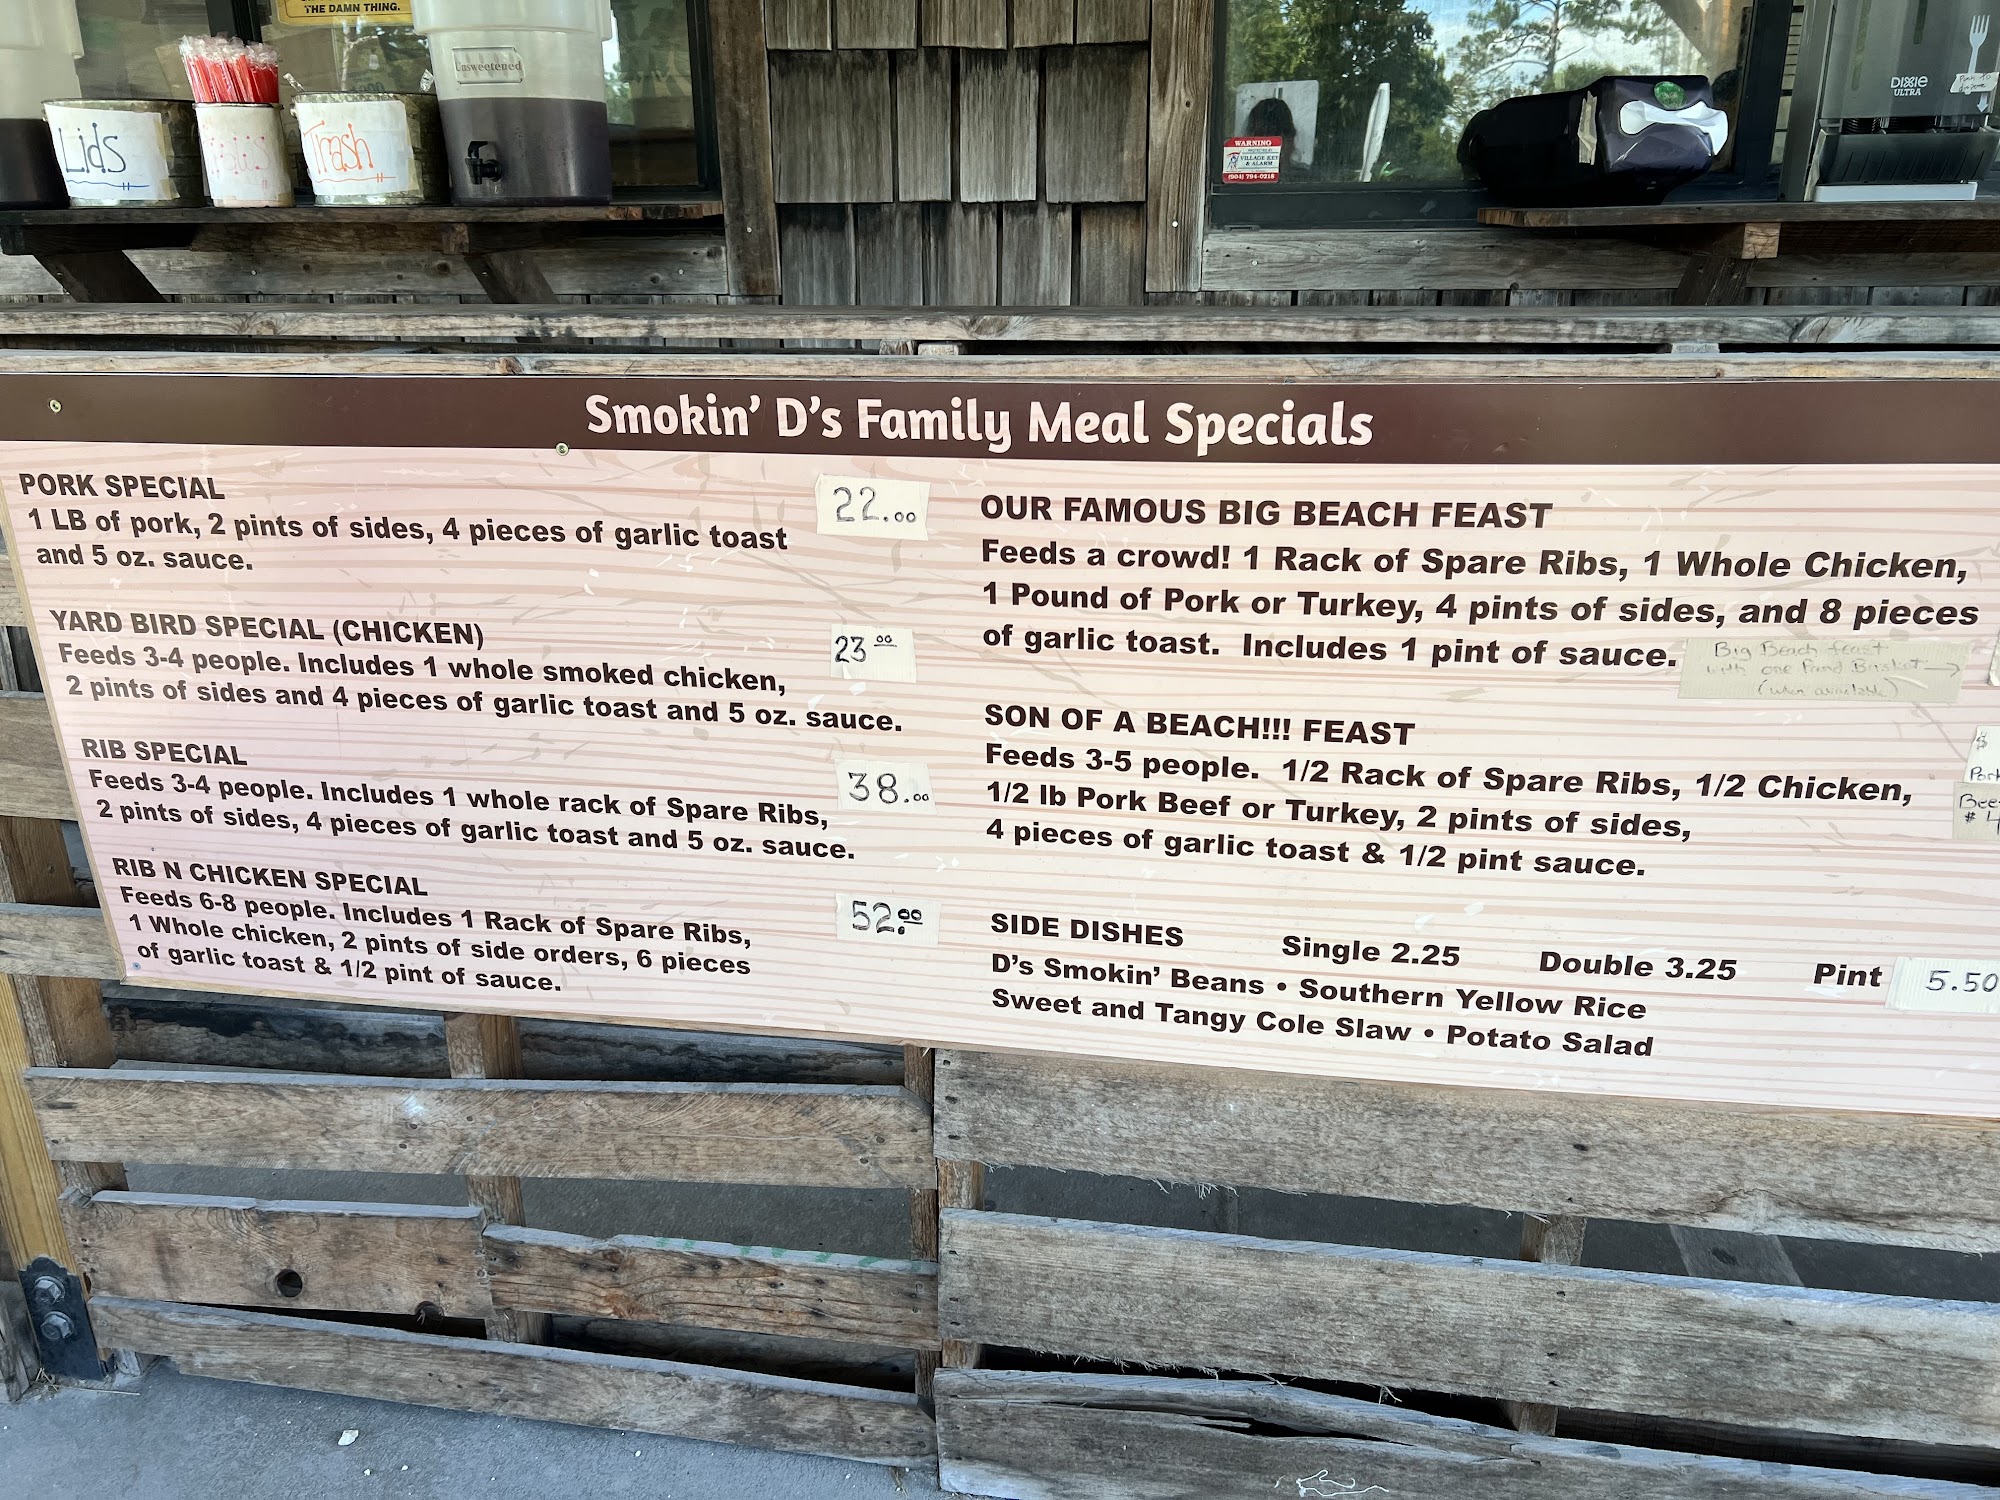 THE DAMN THING.
Unsweetened
Lids
Trash
DIXIE
ULTRA
WARNING
PROTECTED BY
VILLAGE KEY
& ALARM
(904) 794-0218
Smokin' D's Family Meal Specials
PORK SPECIAL
22.00
1 LB of pork, 2 pints of sides, 4 pieces of garlic toast
and 5 oz. sauce.
YARD BIRD SPECIAL (CHICKEN)
23 00
Feeds 3-4 people. Includes 1 whole smoked chicken,
2 pints of sides and 4 pieces of garlic toast and 5 oz. sauce.
RIB SPECIAL
38.00
Feeds 3-4 people. Includes 1 whole rack of Spare Ribs,
2 pints of sides, 4 pieces of garlic toast and 5 oz. sauce.
RIB N CHICKEN SPECIAL
52.00
Feeds 6-8 people. Includes 1 Rack of Spare Ribs,
1 Whole chicken, 2 pints of side orders, 6 pieces
of garlic toast & 1/2 pint of sauce.
OUR FAMOUS BIG BEACH FEAST
Feeds a crowd! 1 Rack of Spare Ribs, 1 Whole Chicken,
1 Pound of Pork or Turkey, 4 pints of sides, and 8 pieces
of garlic toast. Includes 1 pint of sauce.
Big Beach feast
with one Pound Brisket
(when available)
SON OF A BEACH!!! FEAST
Feeds 3-5 people. 1/2 Rack of Spare Ribs, 1/2 Chicken,
1/2 lb Pork Beef or Turkey, 2 pints of sides,
4 pieces of garlic toast & 1/2 pint sauce.
$
Pork
Bee
$4
SIDE DISHES Single 2.25 Double 3.25 Pint 5.50
D's Smokin' Beans • Southern Yellow Rice
Sweet and Tangy Cole Slaw • Potato Salad